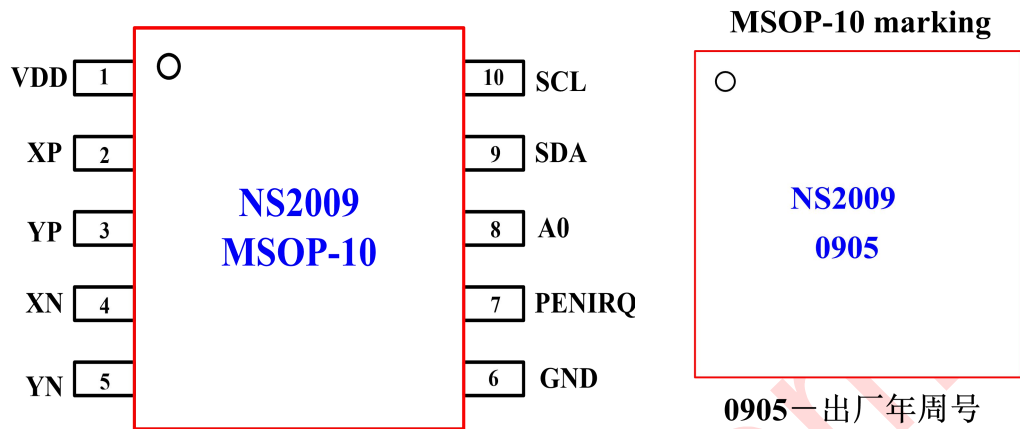 MSOP-10 marking
VDD 1 10 SCL
XP 2 9 SDA
NS2009
MSOP-10
YP 3 8 A0
XN 4 7 PENIRQ
YN 5 6 GND
NS2009
0905
0905－出厂年周号